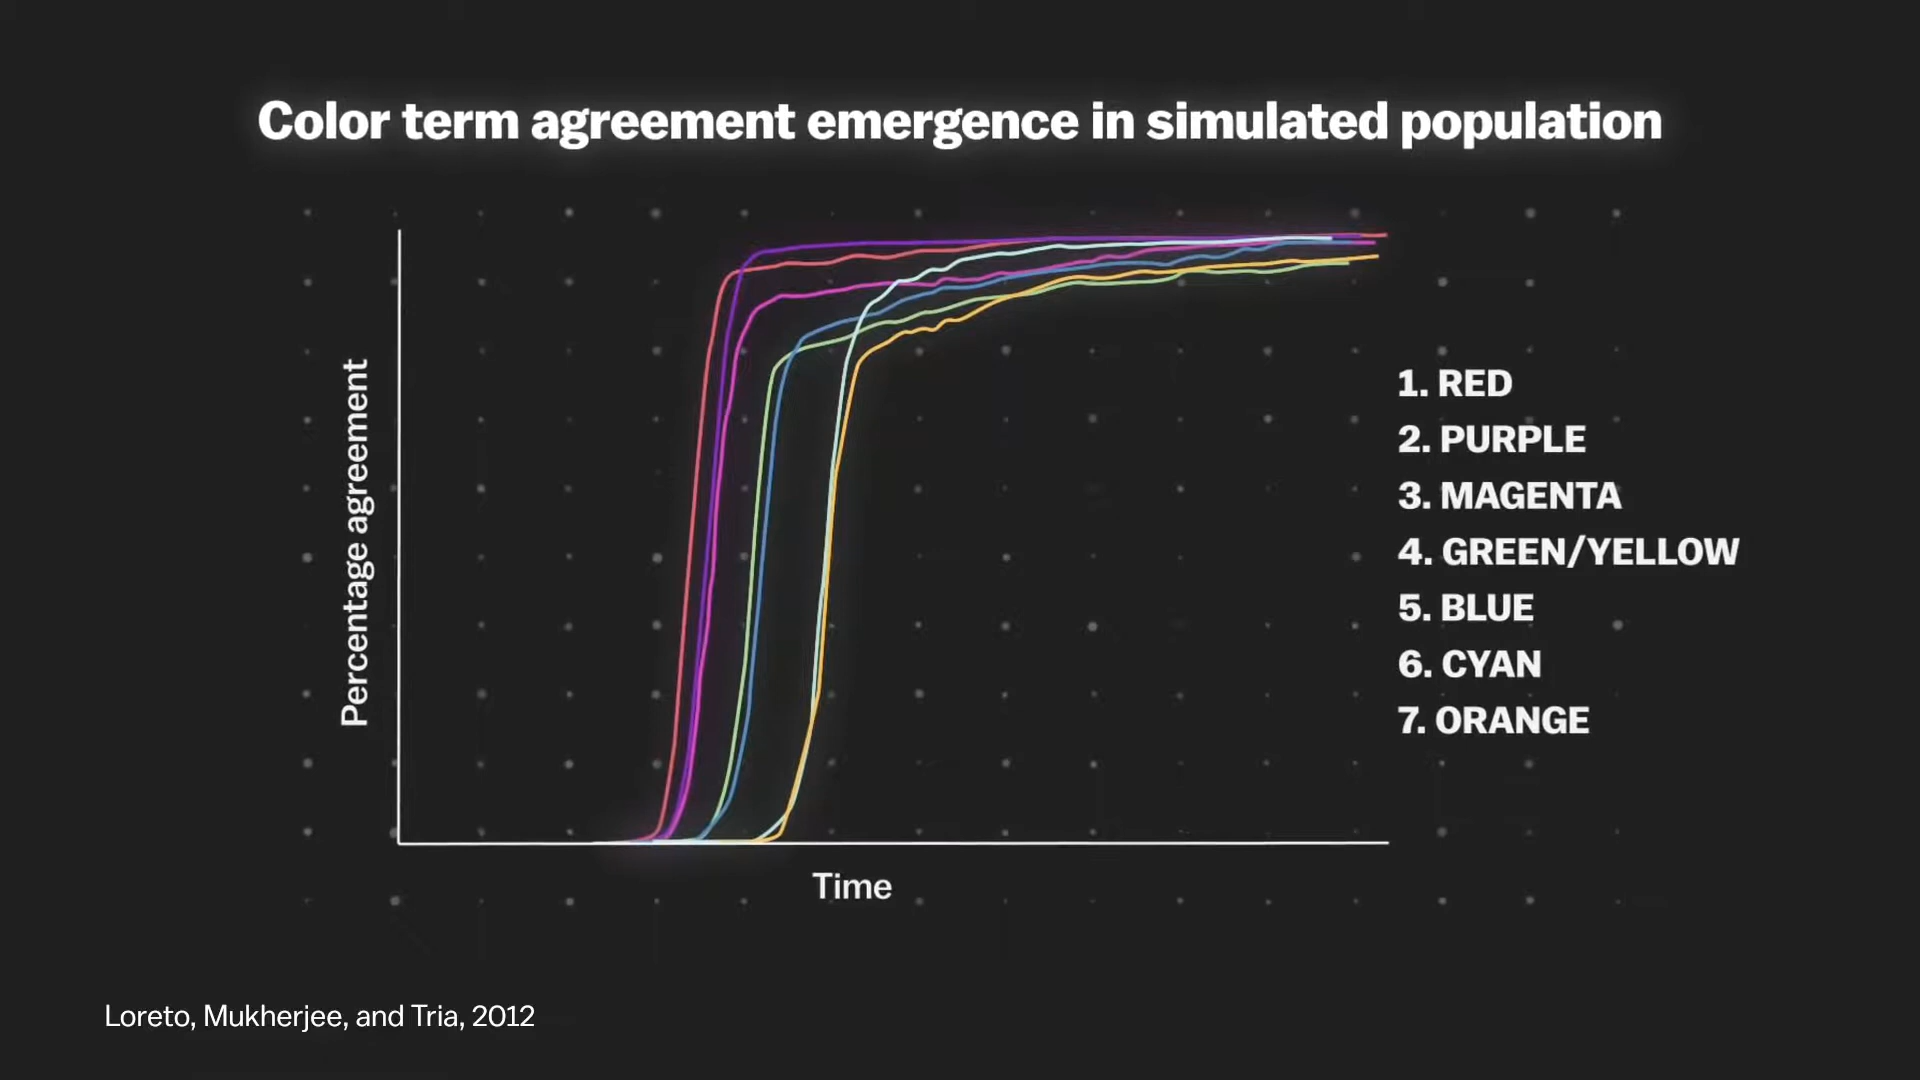 Color term agreement emergence in simulated population
Percentage agreement
1. RED
2. PURPLE
3. MAGENTA
4. GREEN/YELLOW
5. BLUE
6. CYAN
7. ORANGE
Time
Loreto, Mukherjee, and Tria, 2012